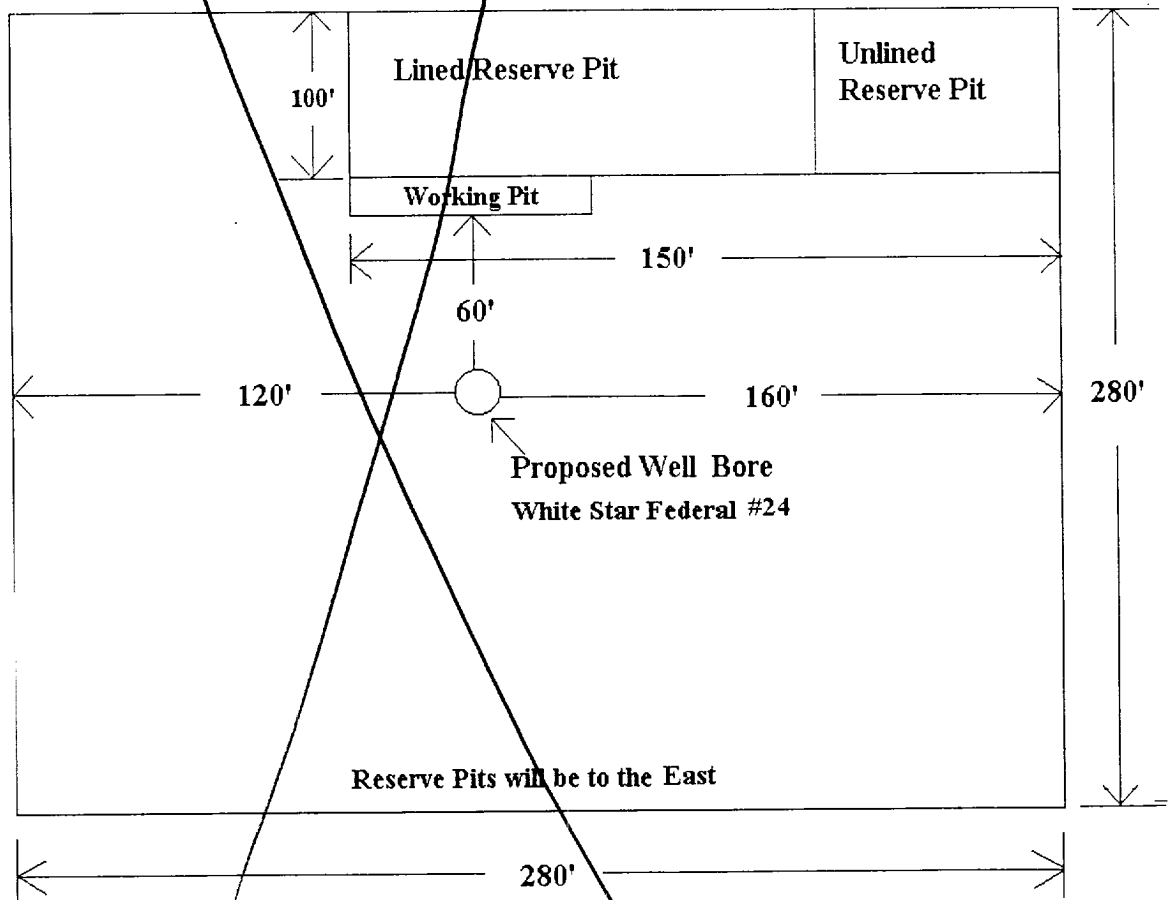 Lined Reserve Pit
Unlined
Reserve Pit
100'
Working Pit
150'
60'
120'
160'
280'
Proposed Well Bore
White Star Federal #24
Reserve Pits will be to the East
280'